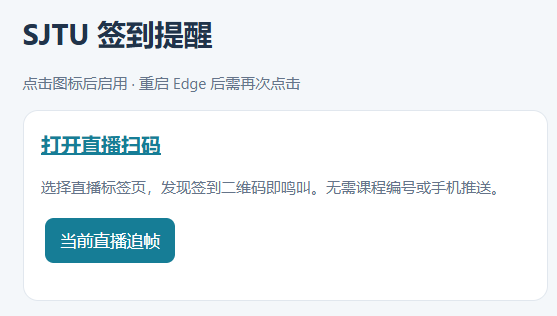 SJTU 签到提醒
点击图标后启用 · 重启 Edge 后需再次点击
打开直播扫码
选择直播标签页，发现签到二维码即鸣叫。无需课程编号或手机推送。
当前直播追帧